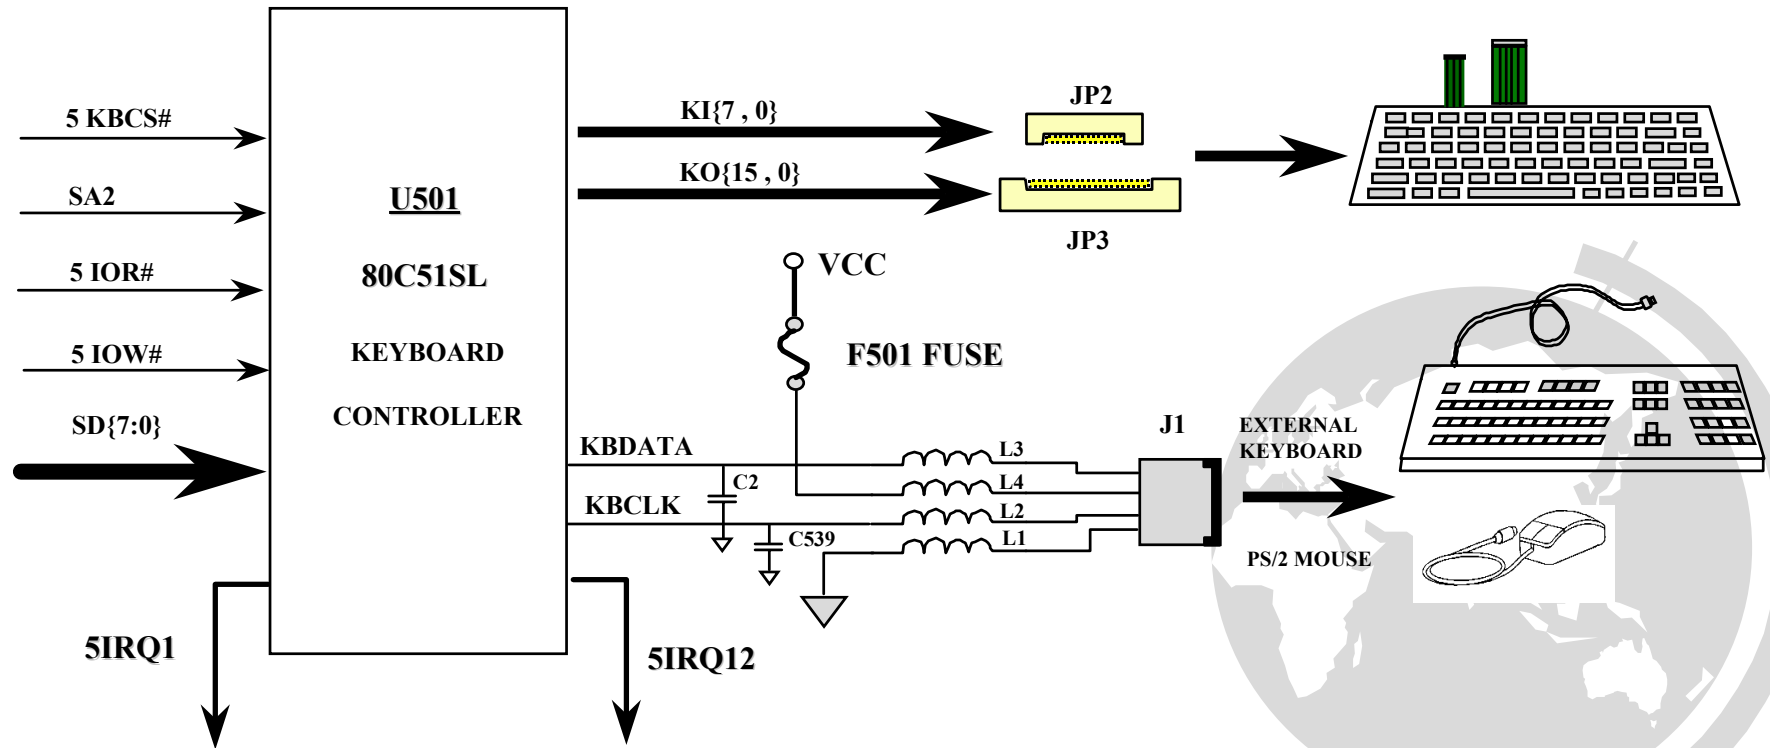 5 KBCS#
SA2
5 IOR#
5 IOW#
SD{7:0}
U501
80C51SL
KEYBOARD
CONTROLLER
KI{7 , 0}
KO{15 , 0}
JP2
JP3
VCC
F501 FUSE
KBDATA
KBCLK
C2
C539
L3
L4
L2
L1
J1
EXTERNAL
KEYBOARD
PS/2 MOUSE
5IRQ1
5IRQ12